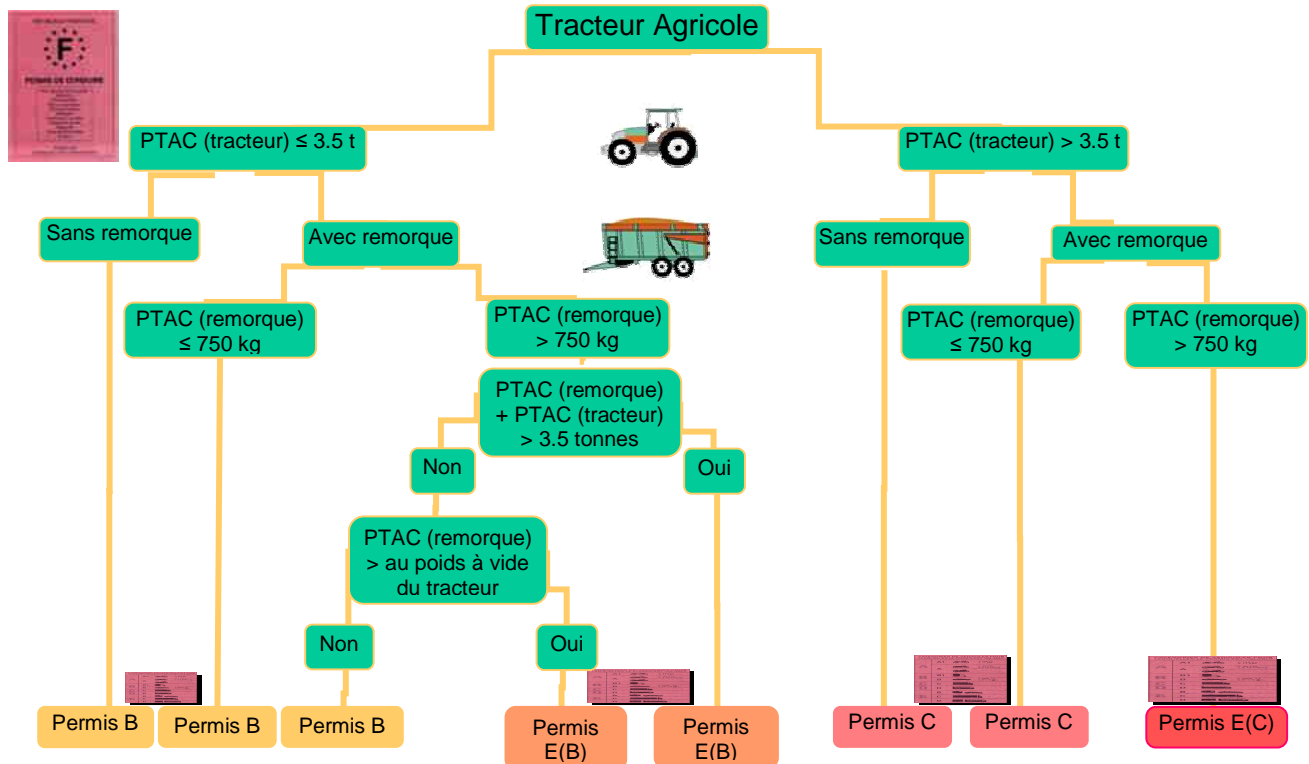 F
PERMIS DE CONDUIRE
Tracteur Agricole
PTAC (tracteur) ≤ 3.5 t
PTAC (tracteur) > 3.5 t
Sans remorque
Avec remorque
Sans remorque
Avec remorque
PTAC (remorque)
≤ 750 kg
PTAC (remorque)
> 750 kg
PTAC (remorque)
≤ 750 kg
PTAC (remorque)
> 750 kg
PTAC (remorque)
+ PTAC (tracteur)
> 3.5 tonnes
Non
Oui
PTAC (remorque)
> au poids à vide
du tracteur
Non
Oui
Permis B
Permis B
Permis B
Permis
E(B)
Permis
E(B)
Permis C
Permis C
Permis E(C)